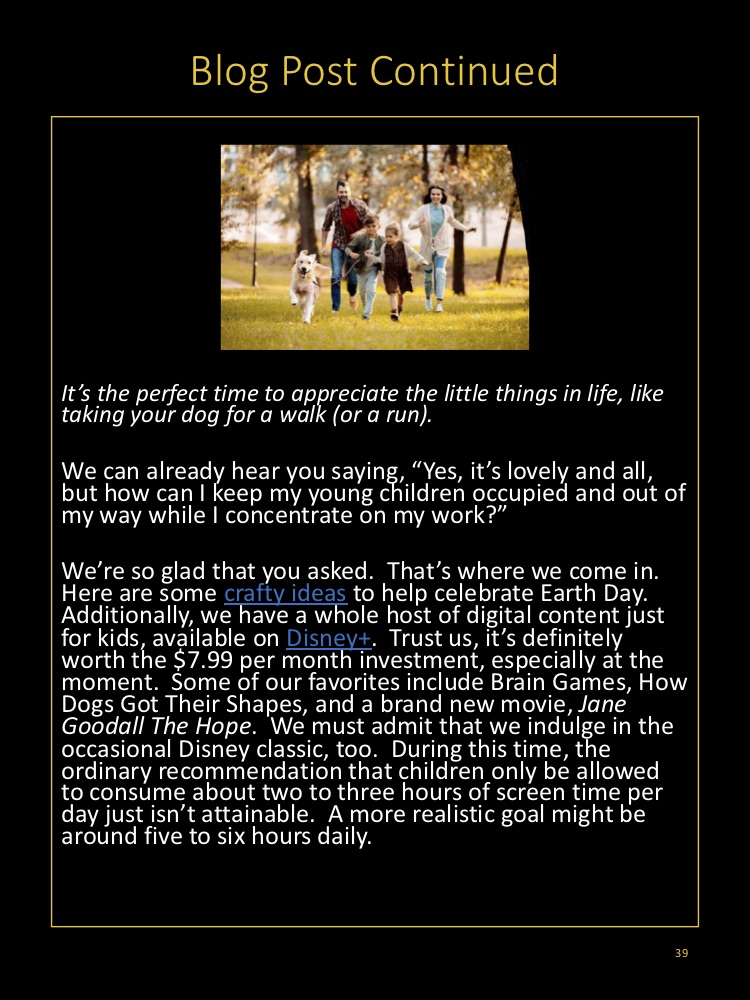 Blog Post Continued
It’s the perfect time to appreciate the little things in life, like
taking your dog for a walk (or a run).
We can already hear you saying, “Yes, it’s lovely and all,
but how can I keep my young children occupied and out of
my way while I concentrate on my work?”
We’re so glad that you asked.  That’s where we come in.
Here are some crafty ideas to help celebrate Earth Day.
Additionally, we have a whole host of digital content just
for kids, available on Disney+.  Trust us, it’s definitely
worth the $7.99 per month investment, especially at the
moment.  Some of our favorites include Brain Games, How
Dogs Got Their Shapes, and a brand new movie, Jane
Goodall The Hope.  We must admit that we indulge in the
occasional Disney classic, too.  During this time, the
ordinary recommendation that children only be allowed
to consume about two to three hours of screen time per
day just isn’t attainable.  A more realistic goal might be
around five to six hours daily.
39